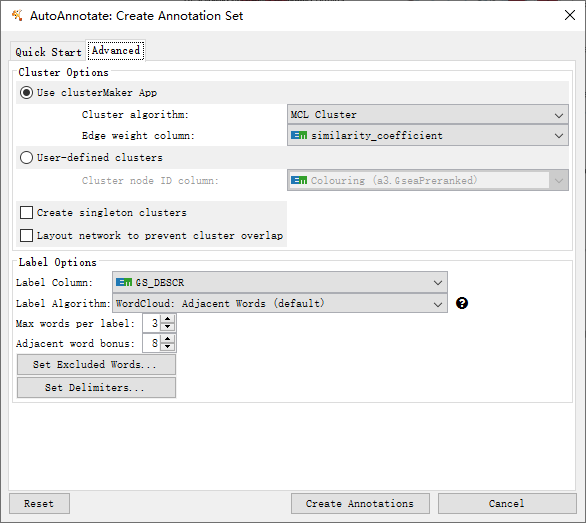 AutoAnnotate: Create Annotation Set
Quick Start
Advanced
Cluster Options
Use clusterMaker App
Cluster algorithm:
MCL Cluster
Edge weight column:
EM similarity_coefficient
User-defined clusters
Cluster node ID column:
EM Colouring (a3.GseaPreranked)
Create singleton clusters
Layout network to prevent cluster overlap
Label Options
Label Column:
EM GS_DESCR
Label Algorithm:
WordCloud: Adjacent Words (default)
?
Max words per label:
3
Adjacent word bonus:
8
Set Excluded Words...
Set Delimiters...
Reset
Create Annotations
Cancel